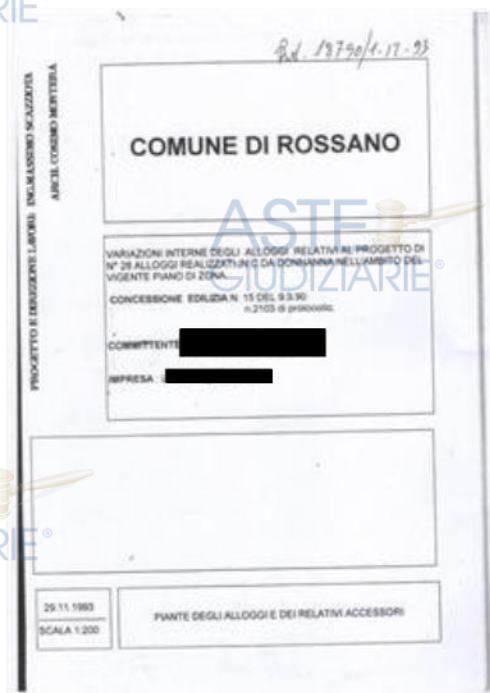 Prot. 18790/1-12-93
PROGETTO E DIREZIONE LAVORI: ING.MASSIMO SCAZZIOTA
ARCH. COSIMO MONTERA
COMUNE DI ROSSANO
ASTE
GIUDIZIARIE®
VARIAZIONI INTERNE DEGLI ALLOGGI RELATIVI AL PROGETTO DI
N° 28 ALLOGGI REALIZZATI IN C.DA DONNANNA NELL'AMBITO DEL
VIGENTE PIANO DI ZONA.
CONCESSIONE EDILIZIA N. 15 DEL 9.3.90
n.2103 di protocollo.
COMMITTENTE
IMPRESA :
29.11.1993
SCALA 1:200
PIANTE DEGLI ALLOGGI E DEI RELATIVI ACCESSORI
RIE
RIE®